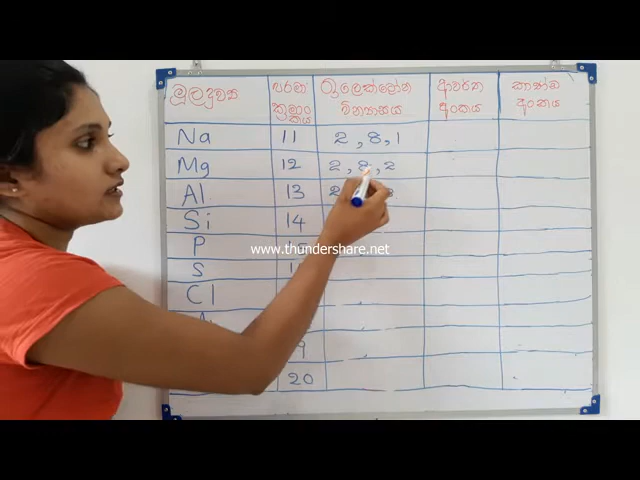 මූලද්‍රව්‍ය පරමාණු ක්‍රමාංකය ඉලෙක්ට්‍රෝන වින්‍යාසය ආවර්ත අංකය කාණ්ඩ අංකය
Na 11 2,8,1
Mg 12 2,8,2
Al 13
Si 14
P
S
Cl
20
www.thundershare.net